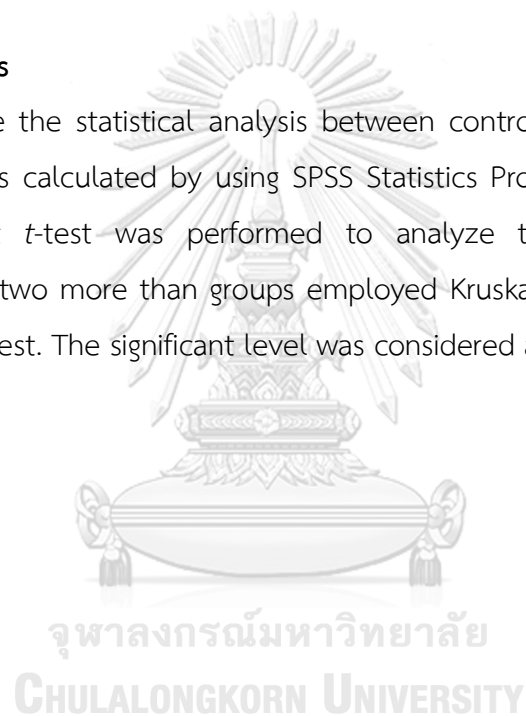 s
e the statistical analysis between contro
s calculated by using SPSS Statistics Pro
t-test was performed to analyze t
two more than groups employed Kruska
est. The significant level was considered a
จุฬาลงกรณ์มหาวิทยาลัย
CHULALONGKORN UNIVERSITY